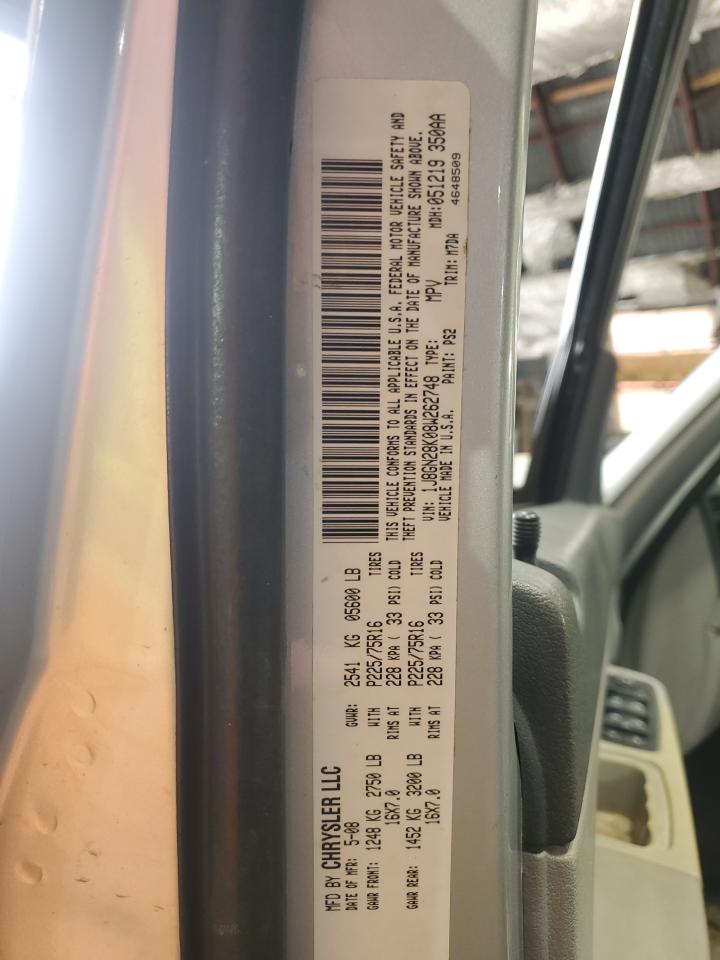 MFD BY CHRYSLER LLC
DATE OF MFR: 5-08 GVWR: 2541 KG 05600 LB
GAWR FRONT: 1248 KG 2750 LB WITH P225/75R16 TIRES
16X7.0 RIMS AT 228 KPA ( 33 PSI) COLD
GAWR REAR: 1452 KG 3200 LB WITH P225/75R16 TIRES
16X7.0 RIMS AT 228 KPA ( 33 PSI) COLD
THIS VEHICLE CONFORMS TO ALL APPLICABLE U.S.A. FEDERAL MOTOR VEHICLE SAFETY AND
THEFT PREVENTION STANDARDS IN EFFECT ON THE DATE OF MANUFACTURE SHOWN ABOVE.
VIN: 1J8GN28K08W262748 TYPE: MPV MDH:051219 350AA
VEHICLE MADE IN U.S.A. PAINT: PS2 TRIM: M7DA 4648509